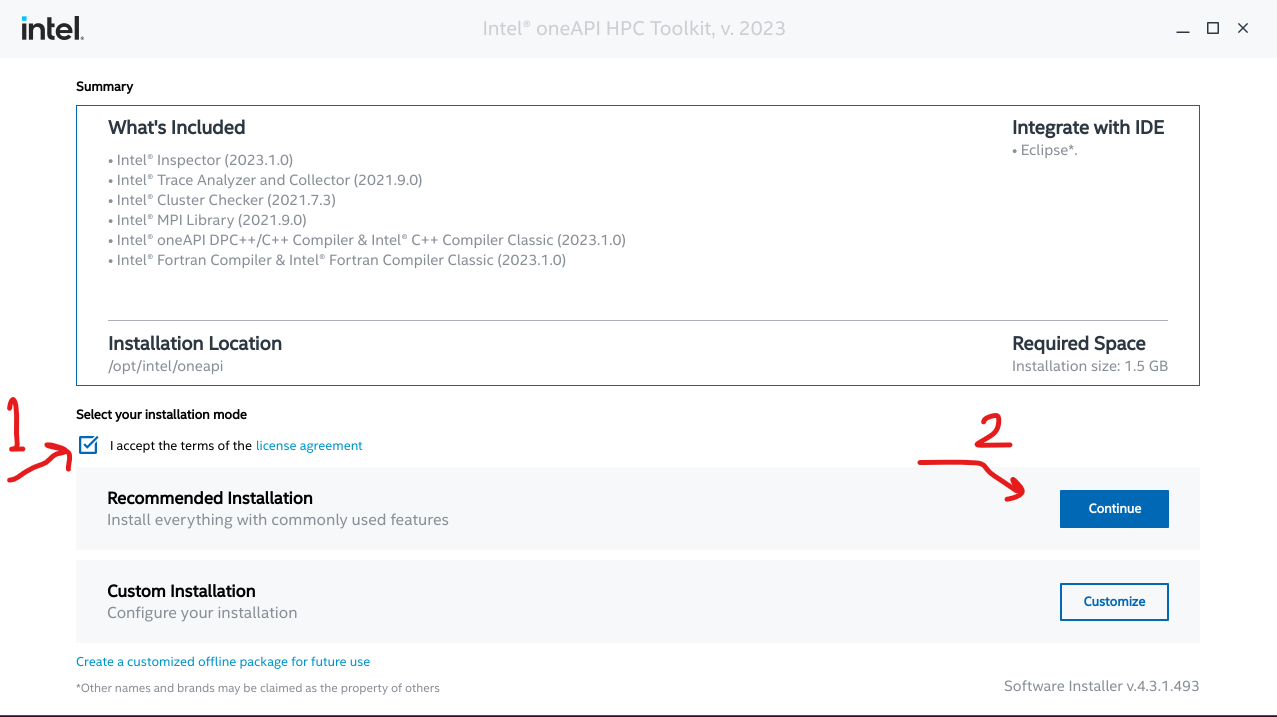 intel.
Intel® oneAPI HPC Toolkit, v. 2023
Summary
What's Included
• Intel® Inspector (2023.1.0)
• Intel® Trace Analyzer and Collector (2021.9.0)
• Intel® Cluster Checker (2021.7.3)
• Intel® MPI Library (2021.9.0)
• Intel® oneAPI DPC++/C++ Compiler & Intel® C++ Compiler Classic (2023.1.0)
• Intel® Fortran Compiler & Intel® Fortran Compiler Classic (2023.1.0)
Integrate with IDE
• Eclipse*.
Installation Location
/opt/intel/oneapi
Required Space
Installation size: 1.5 GB
Select your installation mode
1
I accept the terms of the license agreement
2
Recommended Installation
Install everything with commonly used features
Continue
Custom Installation
Configure your installation
Customize
Create a customized offline package for future use
*Other names and brands may be claimed as the property of others
Software Installer v.4.3.1.493